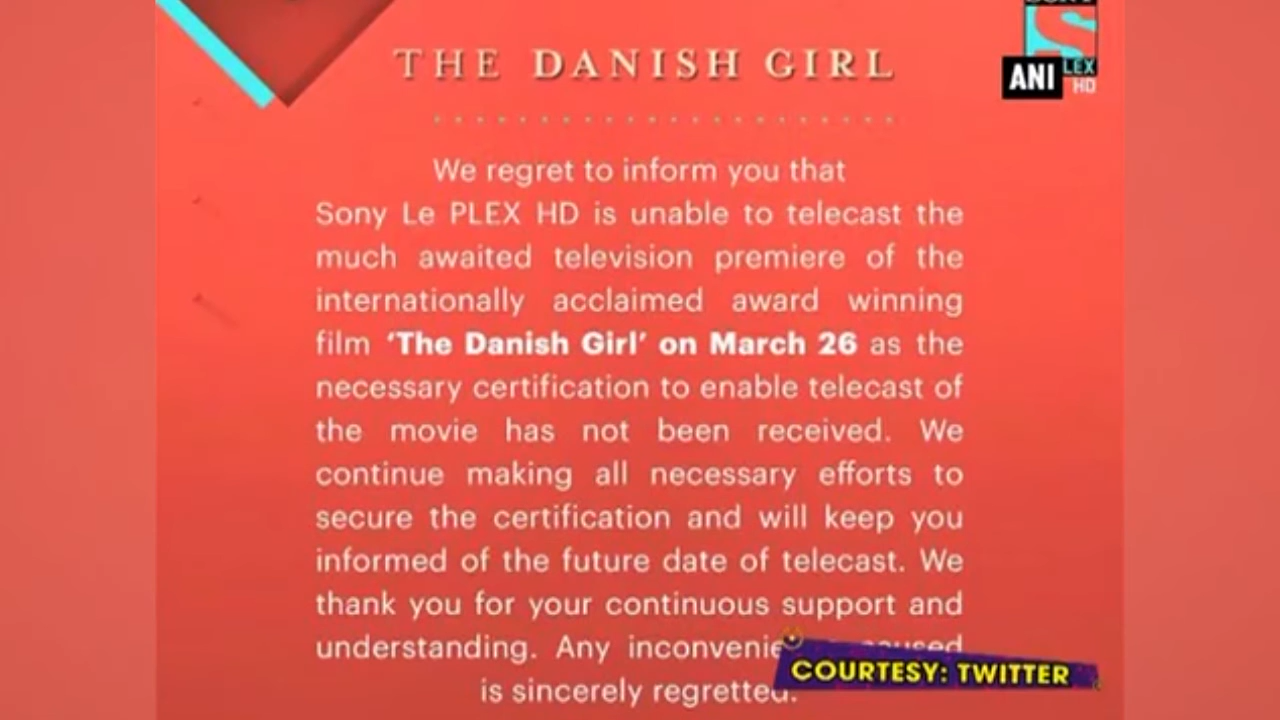 THE DANISH GIRL
SONY
S
LEX
HD
ANI
We regret to inform you that
Sony Le PLEX HD is unable to telecast the
much awaited television premiere of the
internationally acclaimed award winning
film ‘The Danish Girl’ on March 26 as the
necessary certification to enable telecast of
the movie has not been received. We
continue making all necessary efforts to
secure the certification and will keep you
informed of the future date of telecast. We
thank you for your continuous support and
understanding. Any
is sincerely regretted.
COURTESY: TWITTER